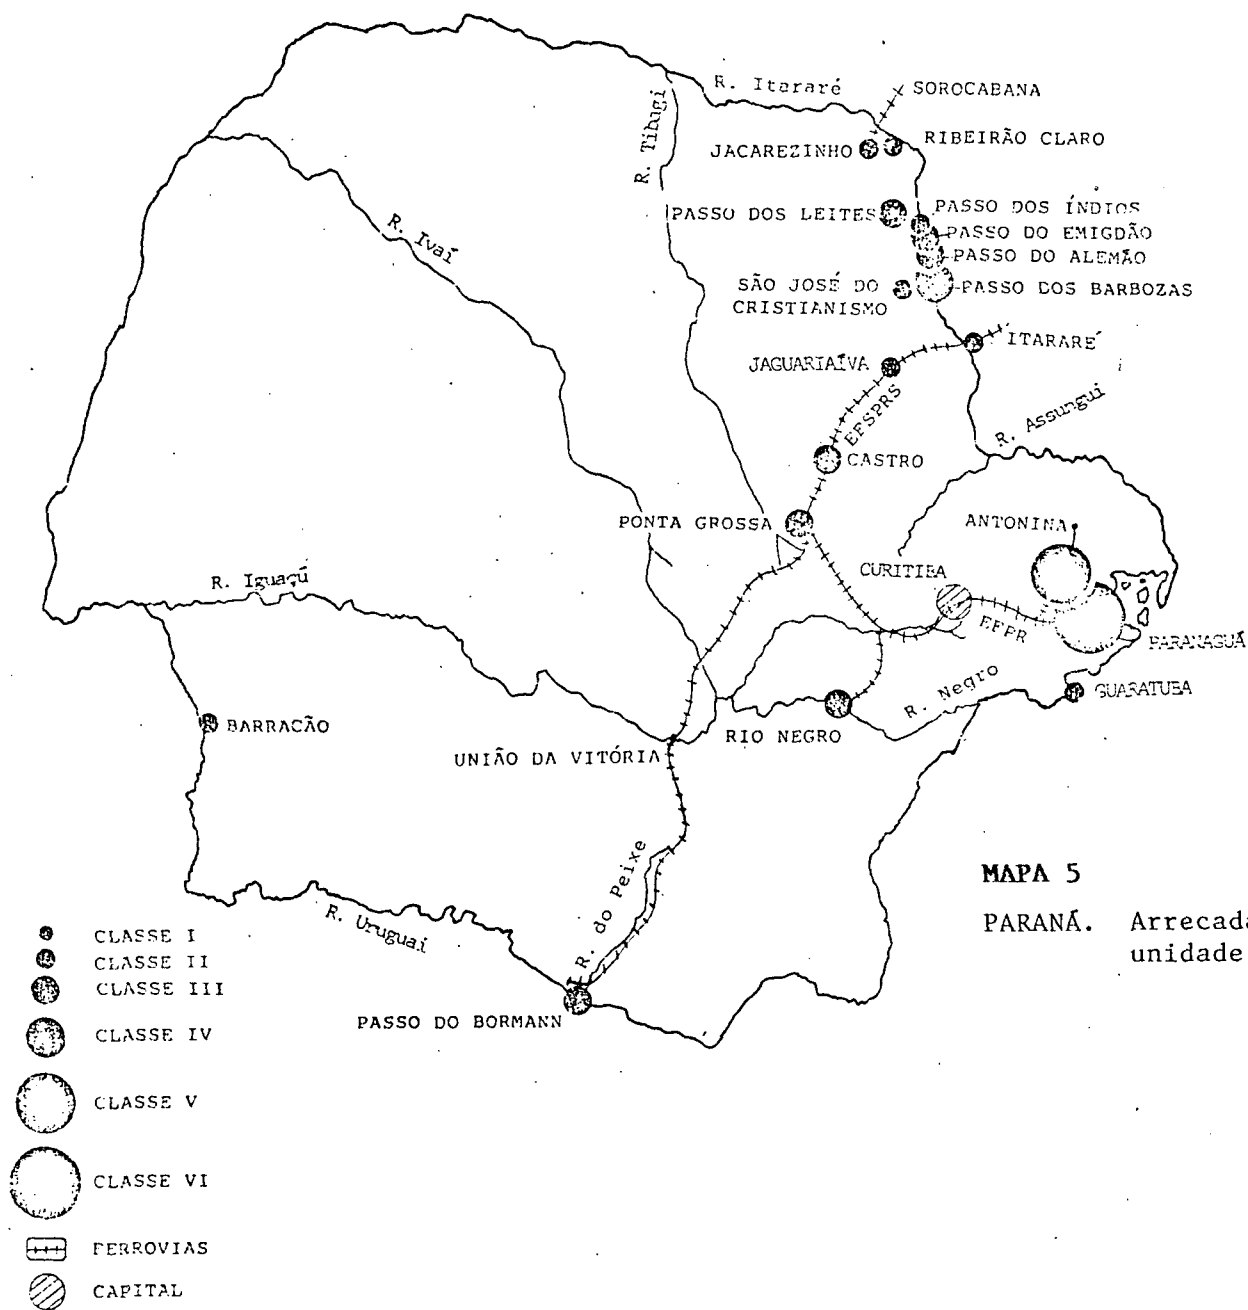 R. Itararé
SOROCABANA
R. Tibagi
JACAREZINHO
RIBEIRÃO CLARO
PASSO DOS LEITES
PASSO DOS ÍNDIOS
PASSO DO EMIGDÃO
PASSO DO ALEMÃO
R. Ivaí
SÃO JOSÉ DO
CRISTIANISMO
PASSO DOS BARBOZAS
ITARARÉ
JAGUARIAÍVA
EFSPRS
R. Assungui
CASTRO
PONTA GROSSA
ANTONINA
R. Iguaçú
CURITIBA
EFPR
PARANAGUÁ
R. Negro
GUARATUBA
BARRACÃO
RIO NEGRO
UNIÃO DA VITÓRIA
R. do Peixe
R. Uruguai
PASSO DO BORMANN
MAPA 5
PARANÁ. Arrecada
unidade
CLASSE I
CLASSE II
CLASSE III
CLASSE IV
CLASSE V
CLASSE VI
FERROVIAS
CAPITAL